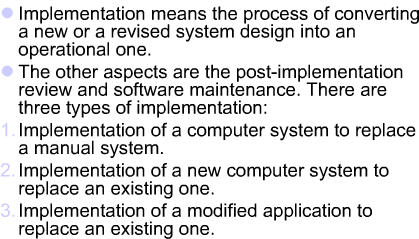 Implementation means the process of converting
a new or a revised system design into an
operational one.
The other aspects are the post-implementation
review and software maintenance. There are
three types of implementation:
1. Implementation of a computer system to replace
a manual system.
2. Implementation of a new computer system to
replace an existing one.
3. Implementation of a modified application to
replace an existing one.